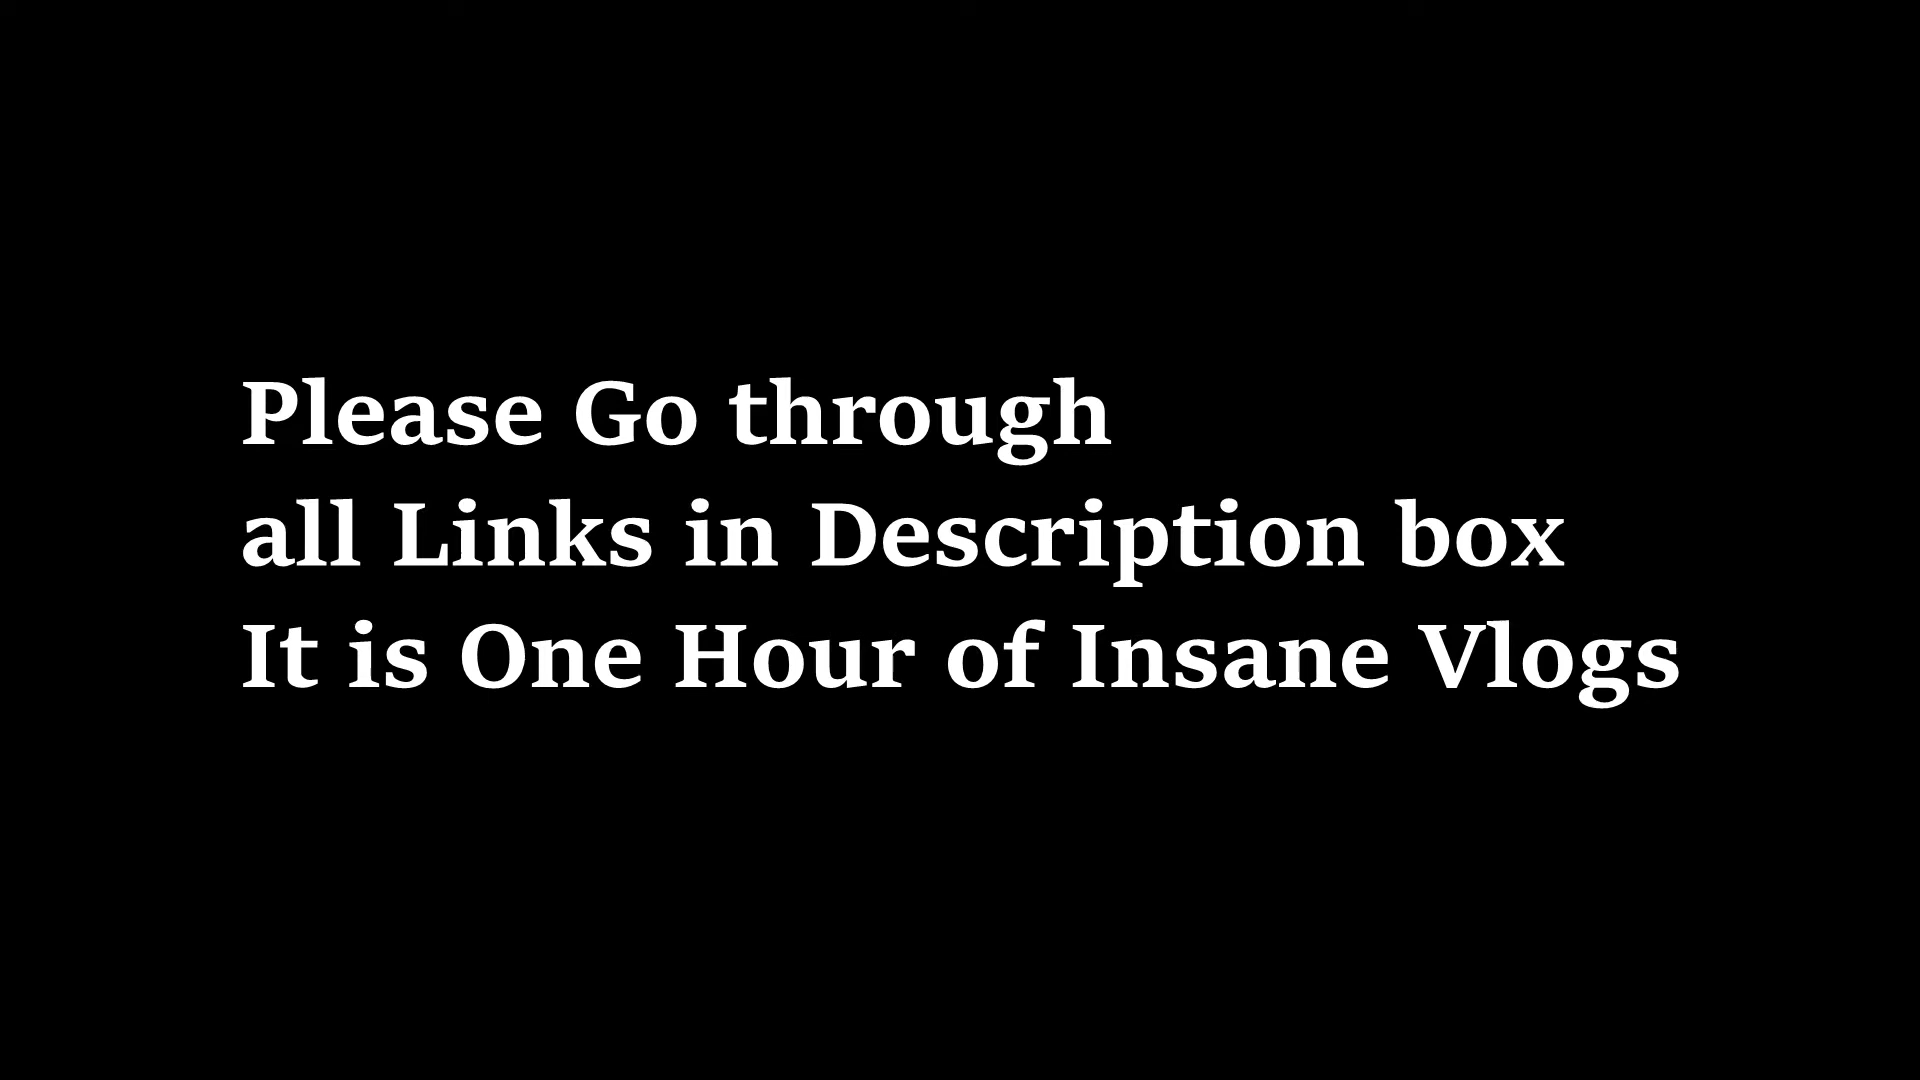 Please Go through
all Links in Description box
It is One Hour of Insane Vlogs